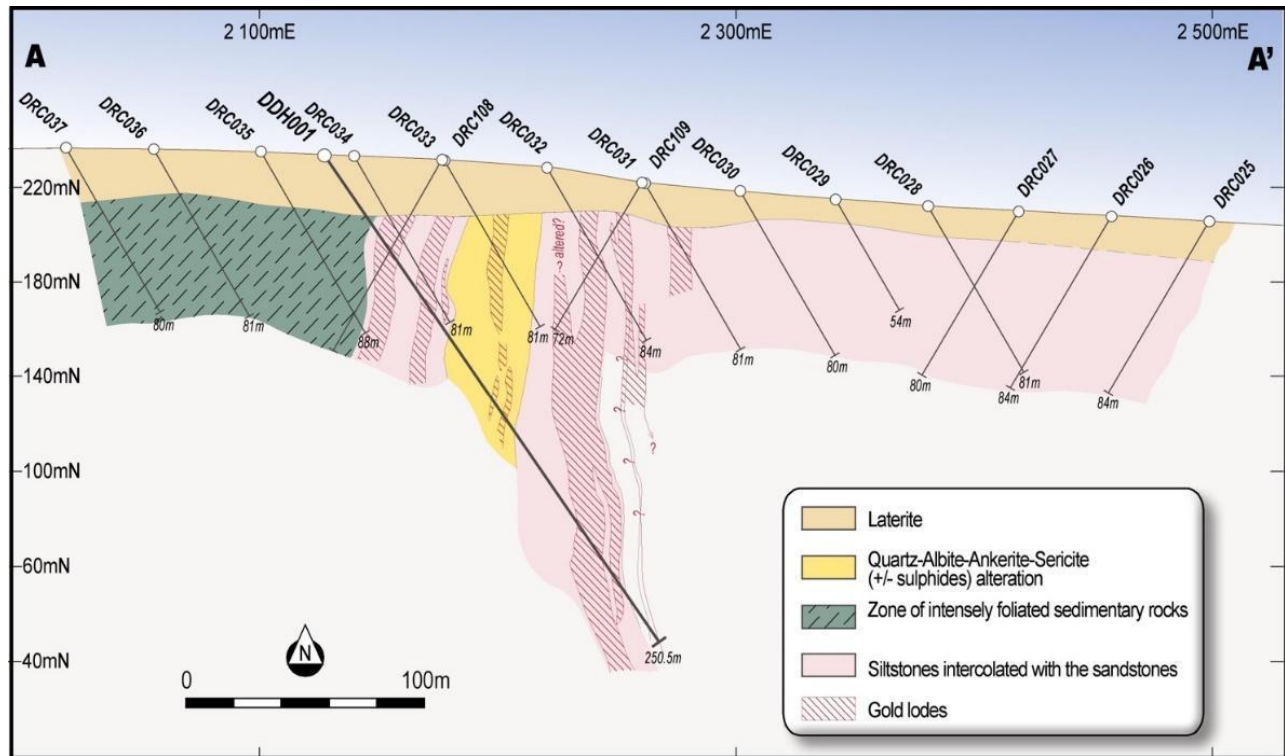 2 100mE
2 300mE
2 500mE
A
A'
DRC037
DRC036
DRC035
DDH001
DRC034
DRC033
DRC108
DRC032
DRC031
DRC109
DRC030
DRC029
DRC028
DRC027
DRC026
DRC025
220mN
180mN
140mN
100mN
60mN
40mN
? altered?
80m
81m
88m
81m
81m
72m
84m
81m
80m
54m
80m
84m
81m
84m
?
?
?
?
?
250.5m
N
0
100m
Laterite
Quartz-Albite-Ankerite-Sericite
(+/- sulphides) alteration
Zone of intensely foliated sedimentary rocks
Siltstones intercolated with the sandstones
Gold lodes